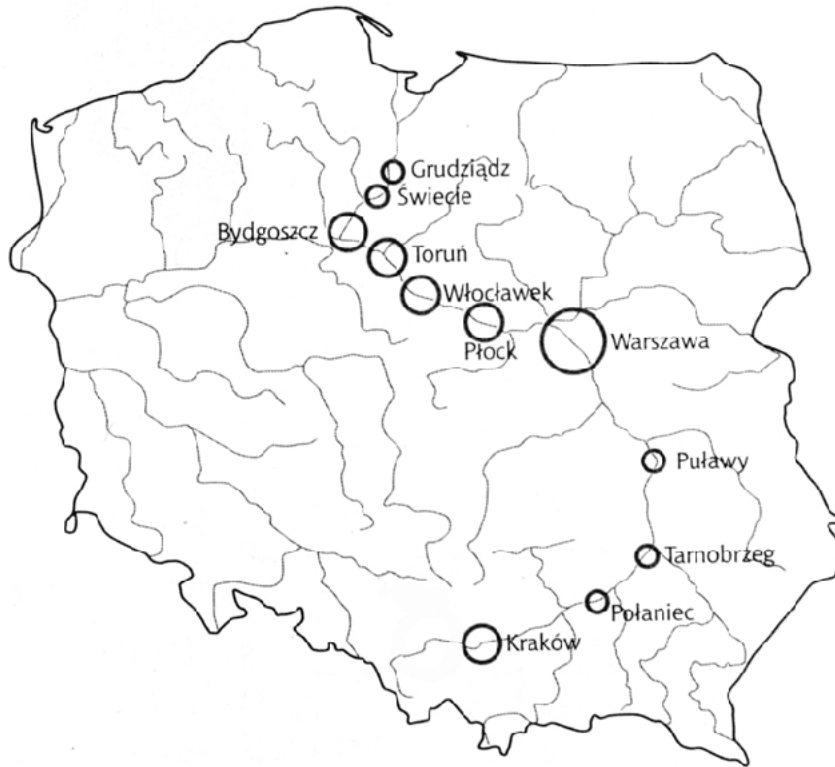 Grudziądz
Świecie
Bydgoszcz
Toruń
Włocławek
Płock
Warszawa
Puławy
Tarnobrzeg
Połaniec
Kraków